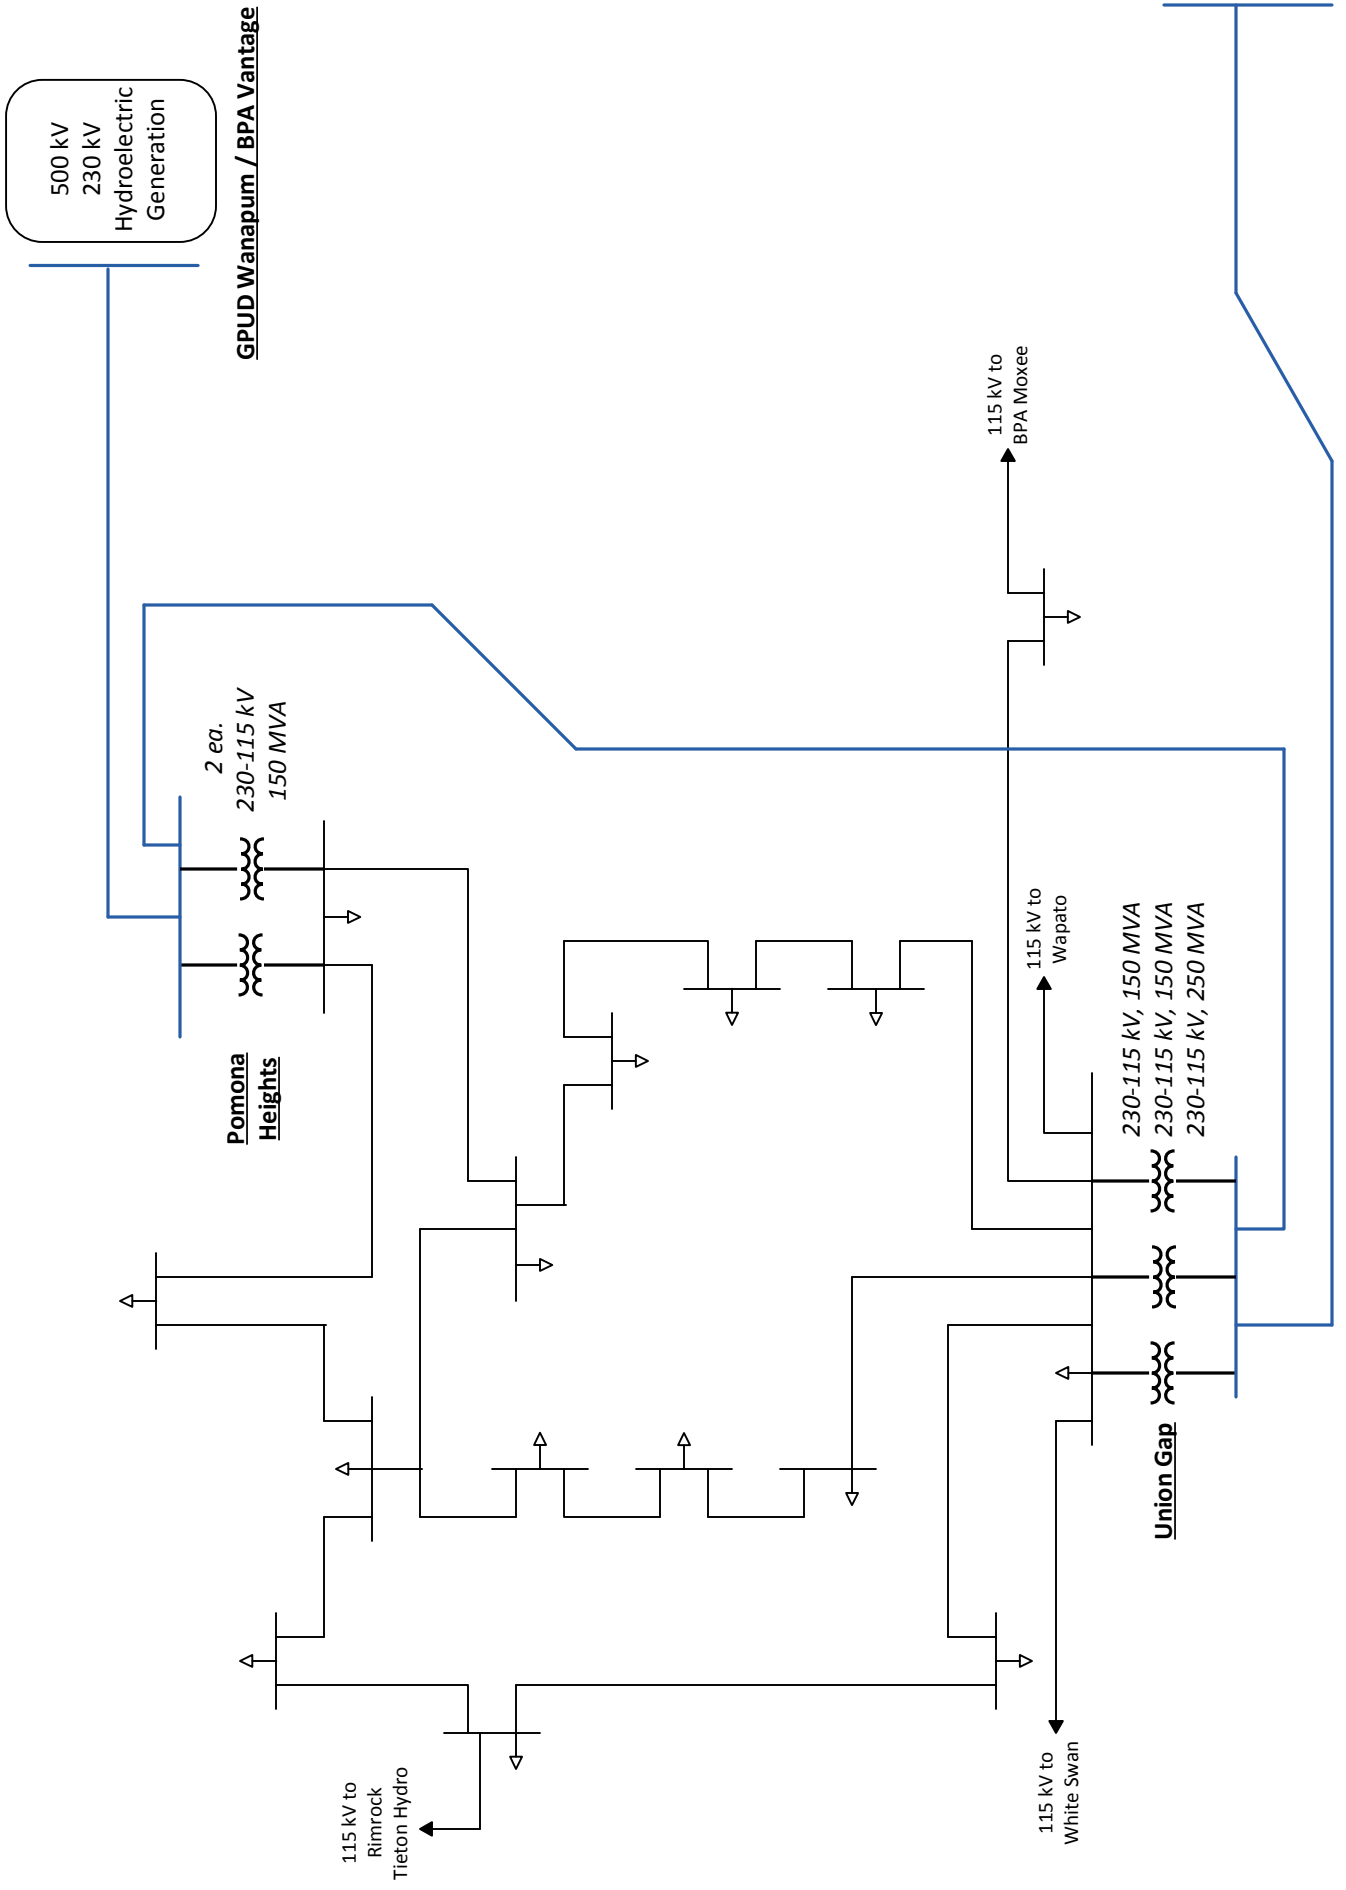 500 kV
230 kV
Hydroelectric
Generation
GPUD Wanapum / BPA Vantage
2 ea.
230-115 kV
150 MVA
Pomona
Heights
115 kV to
BPA Moxee
115 kV to
Wapato
230-115 kV, 150 MVA
230-115 kV, 150 MVA
230-115 kV, 250 MVA
Union Gap
115 kV to
Rimrock
Tieton Hydro
115 kV to
White Swan